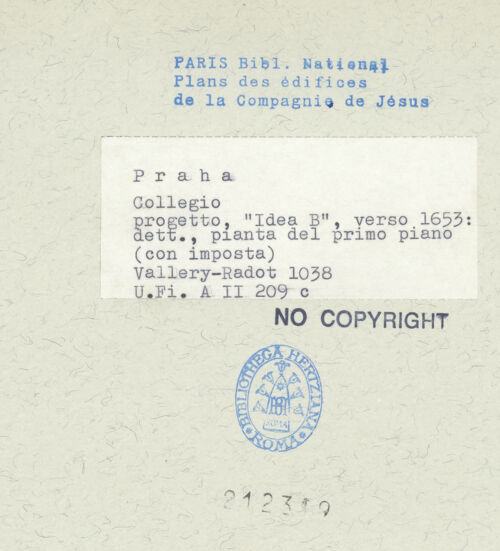 PARIS Bibl. National
Plans des édifices
de la Compagnie de Jésus
Praha
Collegio
progetto, "Idea B", verso 1653:
dett., pianta del primo piano
(con imposta)
Vallery-Radot 1038
U.Fi. A II 209 c
NO COPYRIGHT
BIBLIOTHECA HERTZIANA
ROMA
212319